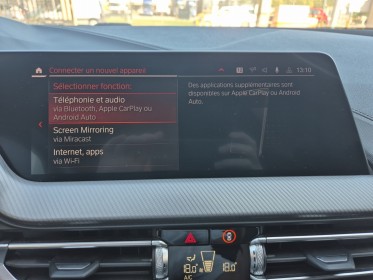 Connecter un nouvel appareil
13:10
Sélectionner fonction:
Téléphonie et audio
via Bluetooth, Apple CarPlay ou
Android Auto
Screen Mirroring
via Miracast
Internet, apps
via Wi-Fi
Des applications supplémentaires sont
disponibles sur Apple CarPlay ou Android
Auto.
A/C